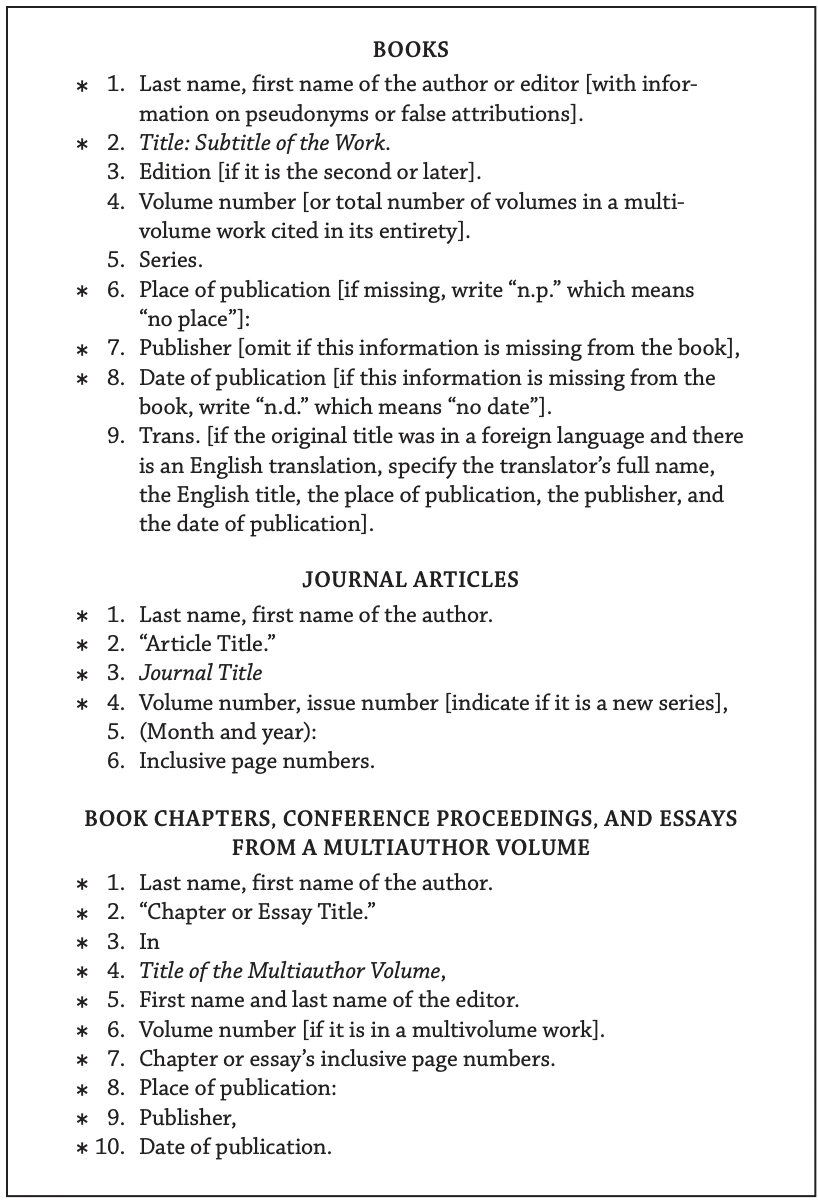 BOOKS
* 1. Last name, first name of the author or editor [with infor-
mation on pseudonyms or false attributions].
* 2. Title: Subtitle of the Work.
3. Edition [if it is the second or later].
4. Volume number [or total number of volumes in a multi-
volume work cited in its entirety].
5. Series.
* 6. Place of publication [if missing, write “n.p.” which means
“no place”]:
* 7. Publisher [omit if this information is missing from the book],
* 8. Date of publication [if this information is missing from the
book, write “n.d.” which means “no date”].
9. Trans. [if the original title was in a foreign language and there
is an English translation, specify the translator’s full name,
the English title, the place of publication, the publisher, and
the date of publication].
JOURNAL ARTICLES
* 1. Last name, first name of the author.
* 2. “Article Title.”
* 3. Journal Title
* 4. Volume number, issue number [indicate if it is a new series],
5. (Month and year):
6. Inclusive page numbers.
BOOK CHAPTERS, CONFERENCE PROCEEDINGS, AND ESSAYS
FROM A MULTIAUTHOR VOLUME
* 1. Last name, first name of the author.
* 2. “Chapter or Essay Title.”
* 3. In
* 4. Title of the Multiauthor Volume,
* 5. First name and last name of the editor.
* 6. Volume number [if it is in a multivolume work].
* 7. Chapter or essay’s inclusive page numbers.
* 8. Place of publication:
* 9. Publisher,
* 10. Date of publication.